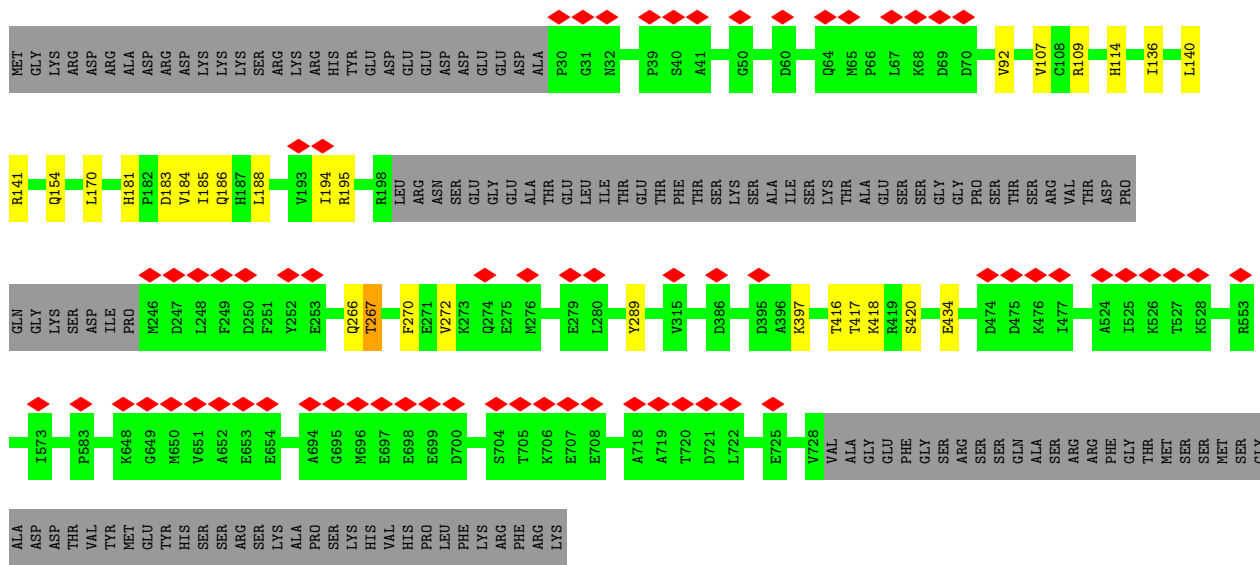 MET GLY LYS ARG ASP ARG ALA ASP ARG ASP LYS LYS LYS SER ARG LYS ARG HIS TYR GLU ASP GLU GLU ASP ASP GLU GLU ASP ALA P30 G31 N32 P39 S40 A41 G50 D60 Q64 M65 P66 L67 K68 D69 D70 V92 V107 C108 R109 H114 I136 L140
R141 Q154 L170 H181 P182 D183 V184 I185 Q186 H187 L188 V193 I194 R195 R198 LEU ARG ASN SER GLU GLY GLU ALA THR GLU LEU ILE THR GLU THR PHE THR SER LYS SER ALA ILE SER LYS THR ALA GLU SER SER GLY GLY PRO SER THR SER ARG VAL THR ASP PRO
GLN GLY LYS SER ASP ILE PRO M246 D247 L248 F249 D250 F251 Y252 E253 Q266 T267 F270 E271 V272 K273 Q274 E275 M276 E279 L280 Y289 V315 D386 D395 A396 K397 T416 T417 K418 R419 S420 E434 D474 D475 K476 I477 A524 I525 K526 T527 K528 R553
I573 P583 K648 G649 M650 V651 A652 E653 E654 A694 G695 M696 E697 E698 E699 D700 S704 T705 K706 E707 E708 A718 A719 T720 D721 L722 E725 V728 VAL ALA GLY GLU PHE GLY SER ARG SER SER GLN ALA SER ARG ARG PHE GLY THR MET SER SER MET SER GLY
ALA ASP ASP THR VAL TYR MET GLU TYR HIS SER SER ARG SER LYS ALA PRO SER LYS HIS VAL HIS PRO LEU PHE LYS ARG PHE ARG LYS